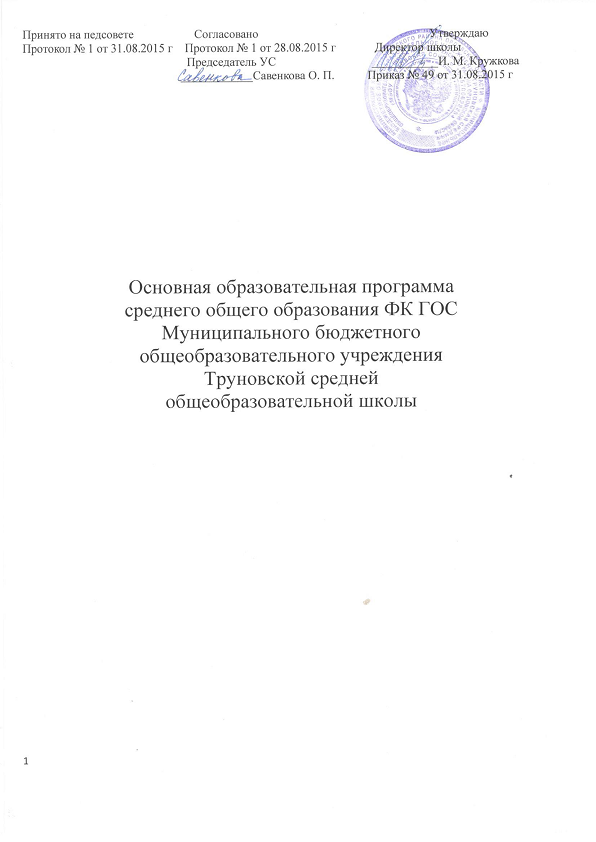 Принято на педсовете Согласовано Утверждаю
Протокол № 1 от 31.08.2015 г Протокол № 1 от 28.08.2015 г Директор школы
Председатель УС И. М. Кружкова
Савенкова Савенкова О. П. Приказ № 49 от 31.08.2015 г
Основная образовательная программа
среднего общего образования ФК ГОС
Муниципального бюджетного
общеобразовательного учреждения
Труновской средней
общеобразовательной школы
1